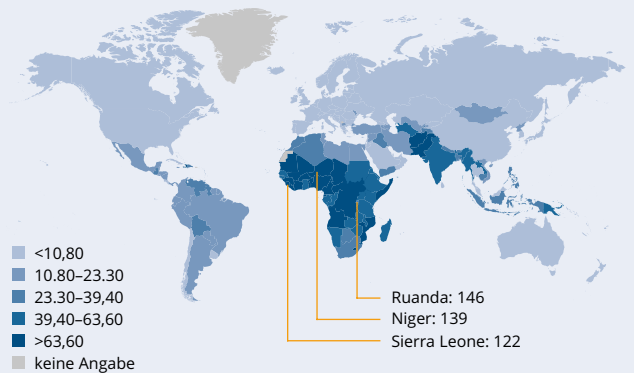 <10,80
10.80–23.30
23.30–39,40
39,40–63,60
>63,60
keine Angabe
Ruanda: 146
Niger: 139
Sierra Leone: 122